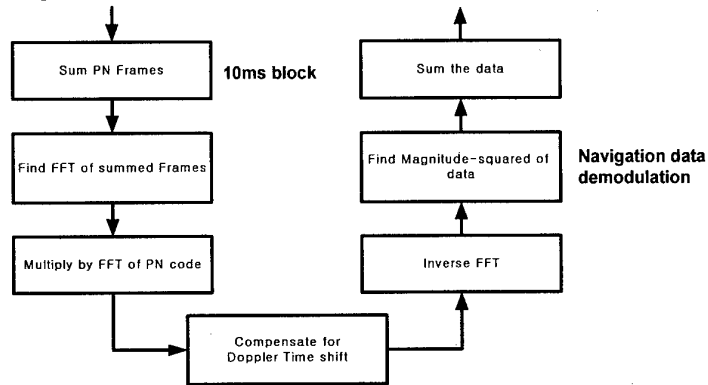 Sum PN Frames
10ms block
Find FFT of summed Frames
Multiply by FFT of PN code
Compensate for
Doppler Time shift
Inverse FFT
Find Magnitude-squared of
data
Navigation data
demodulation
Sum the data